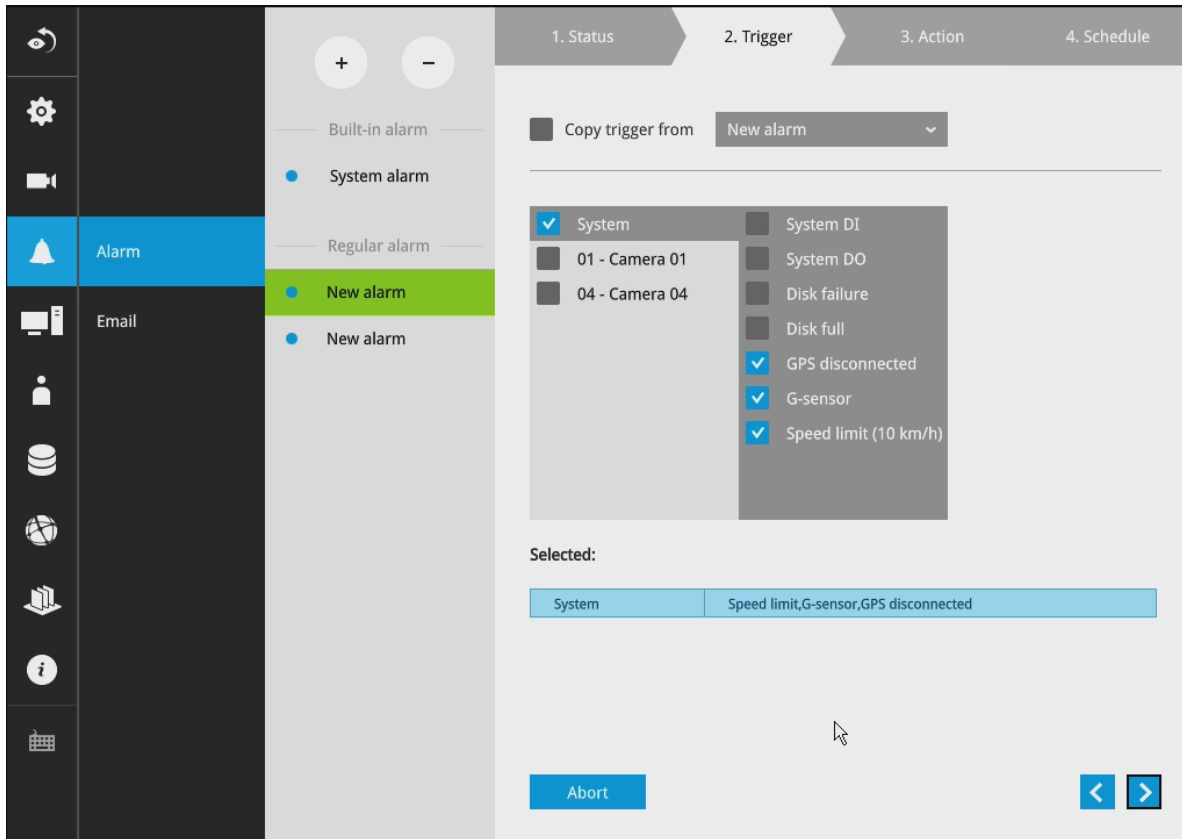 1. Status
2. Trigger
3. Action
4. Schedule
+
−
Built-in alarm
System alarm
Regular alarm
New alarm
New alarm
Alarm
Email
Copy trigger from
New alarm
System
01 - Camera 01
04 - Camera 04
System DI
System DO
Disk failure
Disk full
GPS disconnected
G-sensor
Speed limit (10 km/h)
Selected:
System
Speed limit,G-sensor,GPS disconnected
Abort